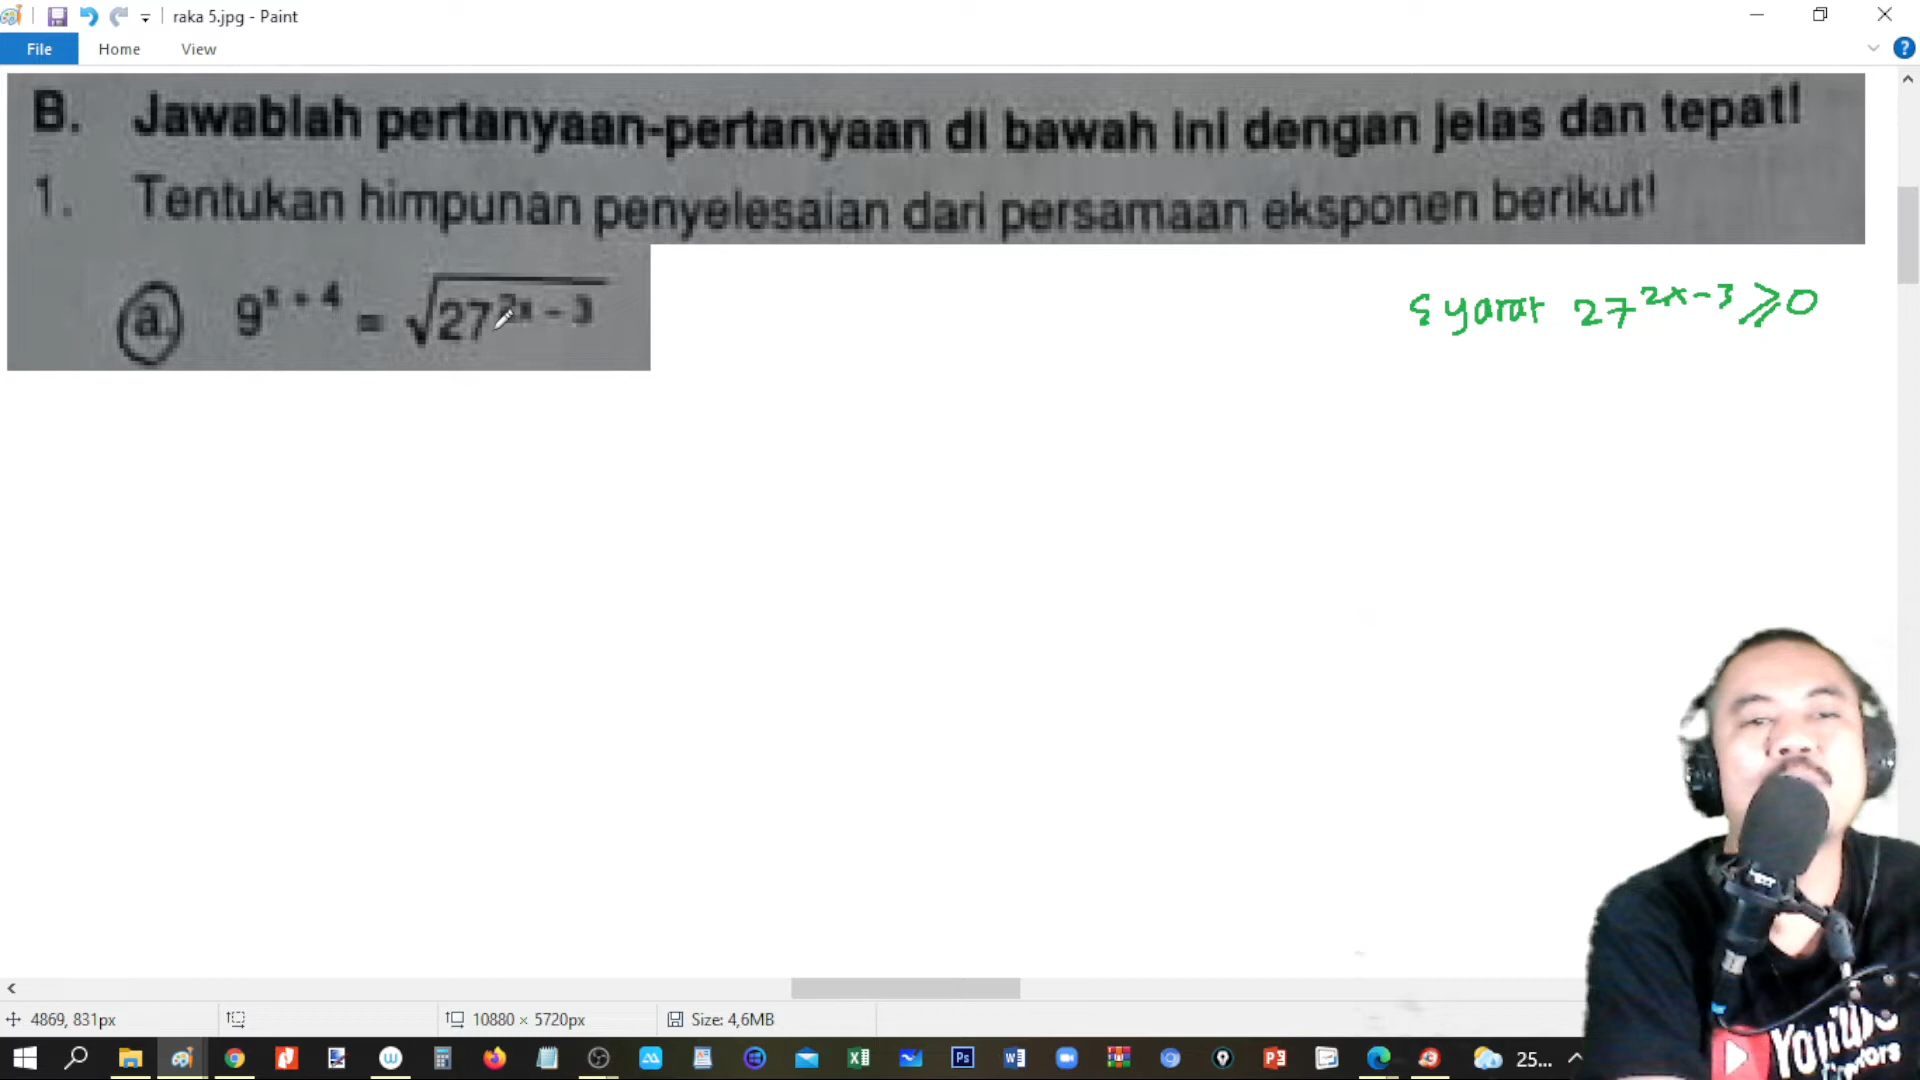 raka 5.jpg - Paint
File Home View
B. Jawablah pertanyaan-pertanyaan di bawah ini dengan jelas dan tepat!
1. Tentukan himpunan penyelesaian dari persamaan eksponen berikut!
a. 9^{x + 4} = √27^{2x - 3}
Syarat 27^{2x-3} ≥ 0
4869, 831px 10880 × 5720px Size: 4,6MB
25...
YouTube